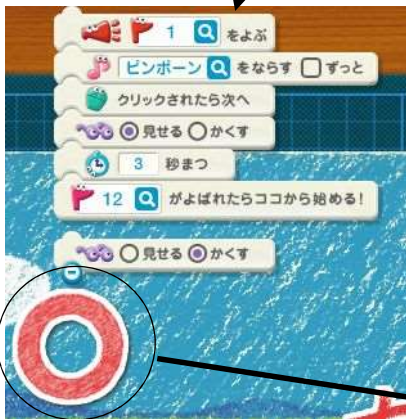 1 をよぶ
ピンポーン をならす ずっと
クリックされたら次へ
見せる かくす
3 秒まつ
12 がよばれたらココから始める!
見せる かくす